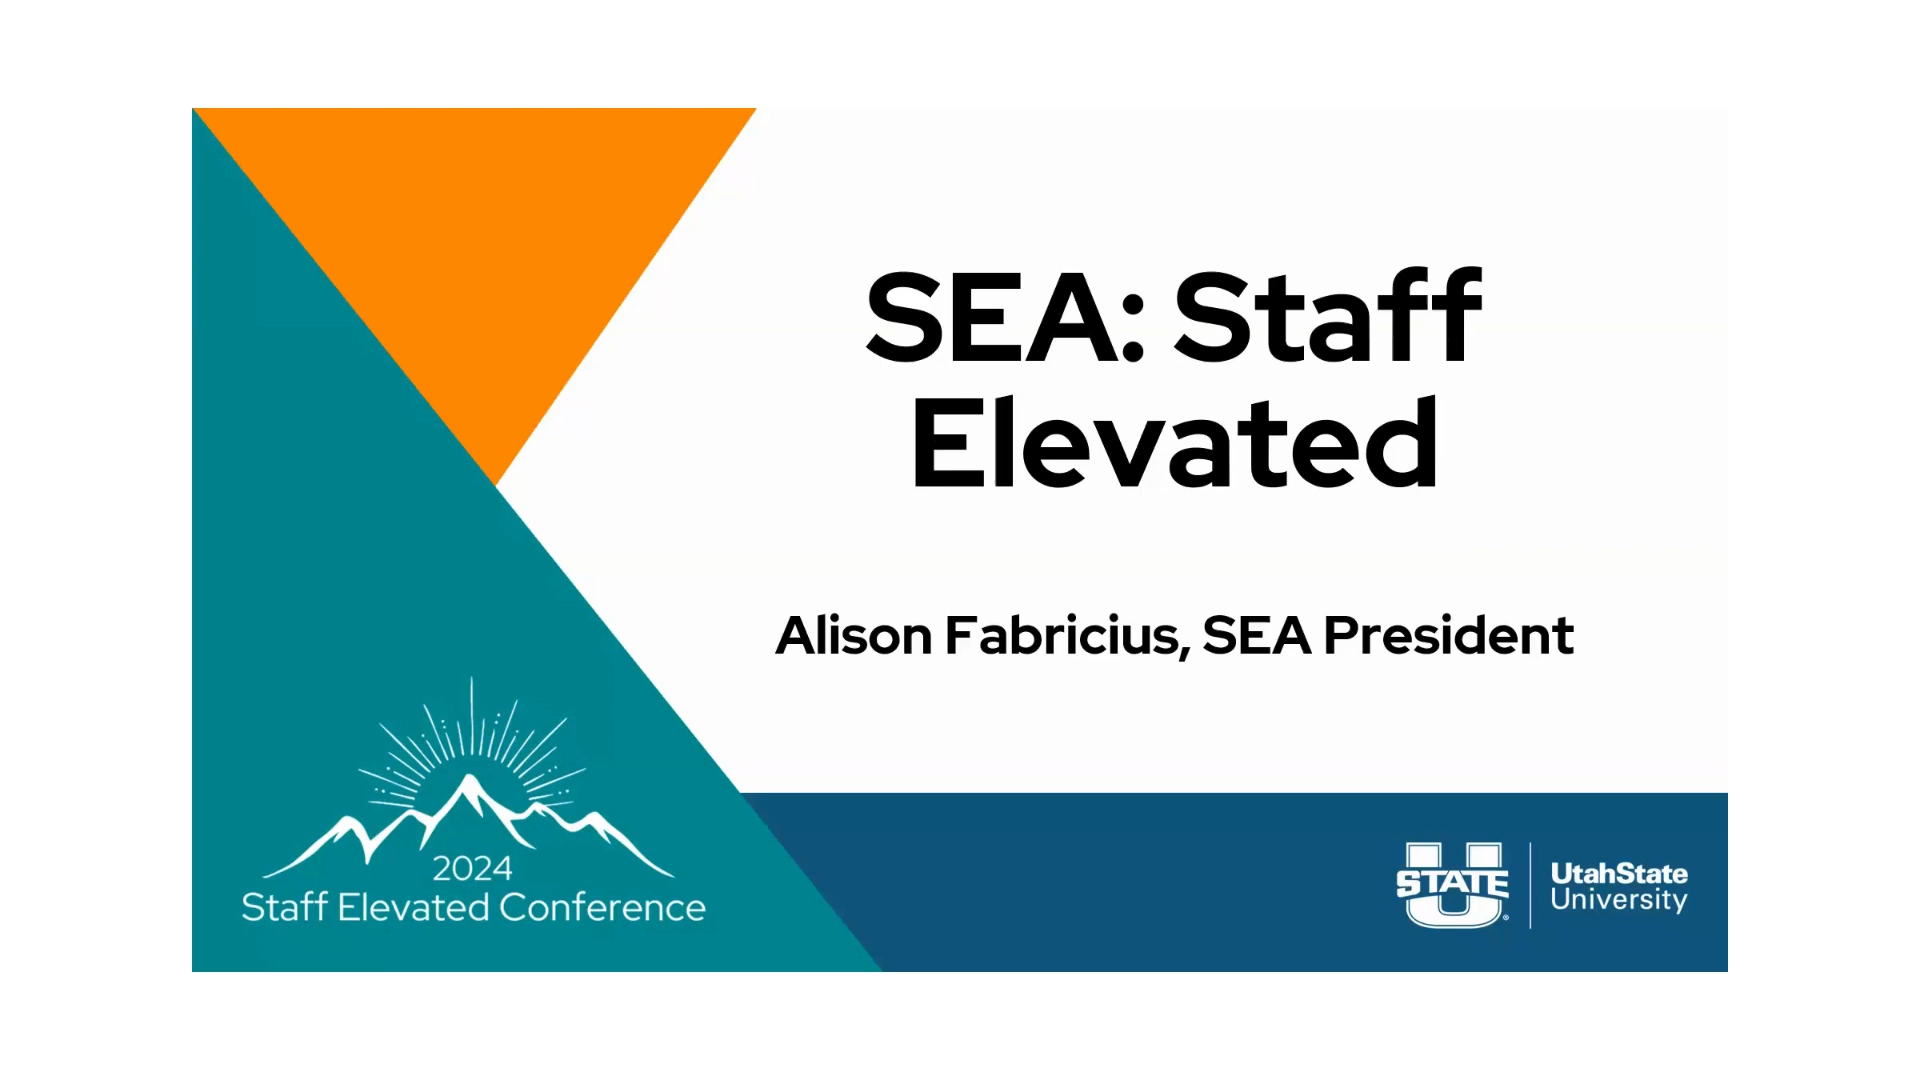 SEA: Staff
Elevated
Alison Fabricius, SEA President
2024
Staff Elevated Conference
U
STATE
UtahState
University